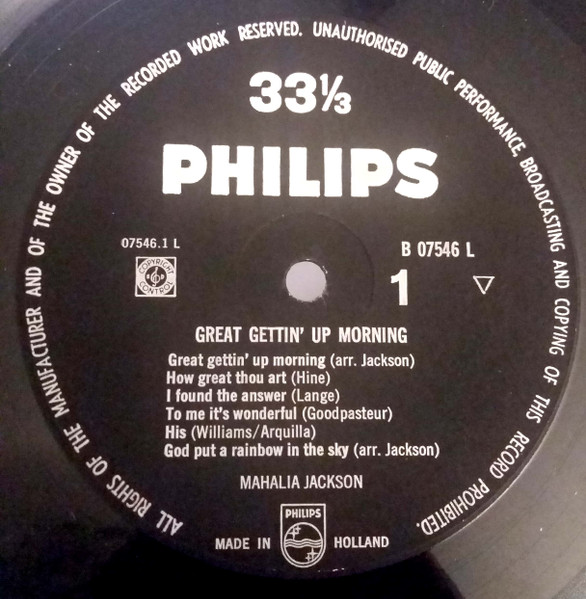 ALL RIGHTS OF THE MANUFACTURER AND OF THE OWNER OF THE RECORDED WORK RESERVED. UNAUTHORISED PUBLIC PERFORMANCE, BROADCASTING AND COPYING OF THIS RECORD PROHIBITED.
33⅓
PHILIPS
07546.1 L
B 07546 L
COPYRIGHT
CONTROL
1
GREAT GETTIN' UP MORNING
Great gettin' up morning (arr. Jackson)
How great thou art (Hine)
I found the answer (Lange)
To me it's wonderful (Goodpasteur)
His (Williams/Arquilla)
God put a rainbow in the sky (arr. Jackson)
MAHALIA JACKSON
PHILIPS
MADE IN HOLLAND